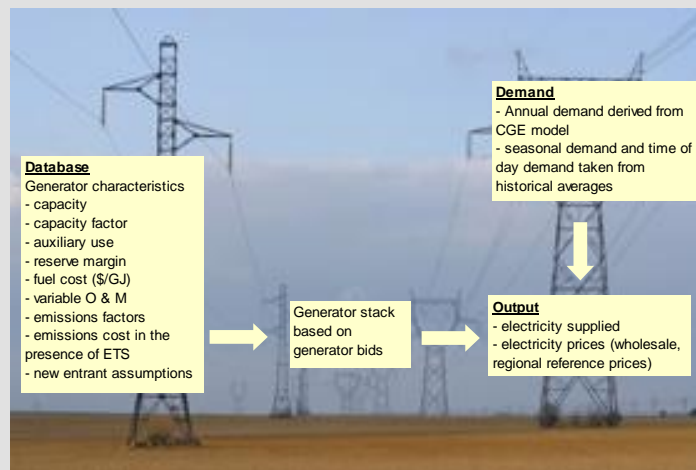 Database
Generator characteristics
- capacity
- capacity factor
- auxiliary use
- reserve margin
- fuel cost ($/GJ)
- variable O & M
- emissions factors
- emissions cost in the
presence of ETS
- new entrant assumptions
Generator stack
based on
generator bids
Demand
- Annual demand derived from
CGE model
- seasonal demand and time of
day demand taken from
historical averages
Output
- electricity supplied
- electricity prices (wholesale,
regional reference prices)